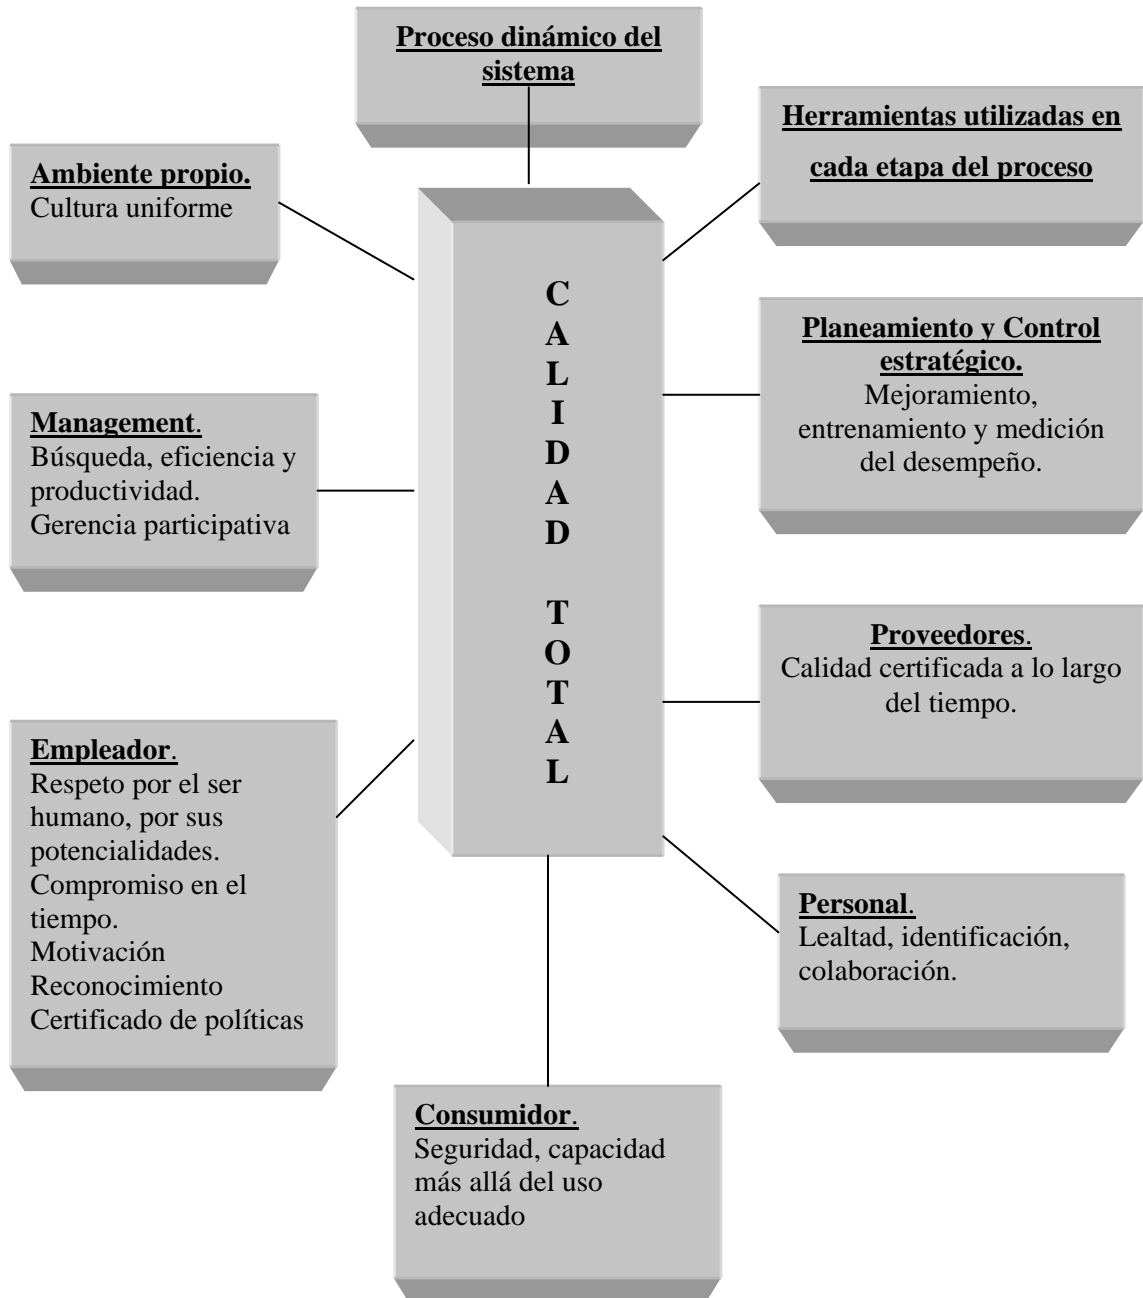 Proceso dinámico del
sistema
Herramientas utilizadas en
cada etapa del proceso
Ambiente propio.
Cultura uniforme
C
A
L
I
D
A
D
T
O
T
A
L
Planeamiento y Control
estratégico.
Mejoramiento,
entrenamiento y medición
del desempeño.
Management.
Búsqueda, eficiencia y
productividad.
Gerencia participativa
Proveedores.
Calidad certificada a lo largo
del tiempo.
Empleador.
Respeto por el ser
humano, por sus
potencialidades.
Compromiso en el
tiempo.
Motivación
Reconocimiento
Certificado de políticas
Personal.
Lealtad, identificación,
colaboración.
Consumidor.
Seguridad, capacidad
más allá del uso
adecuado